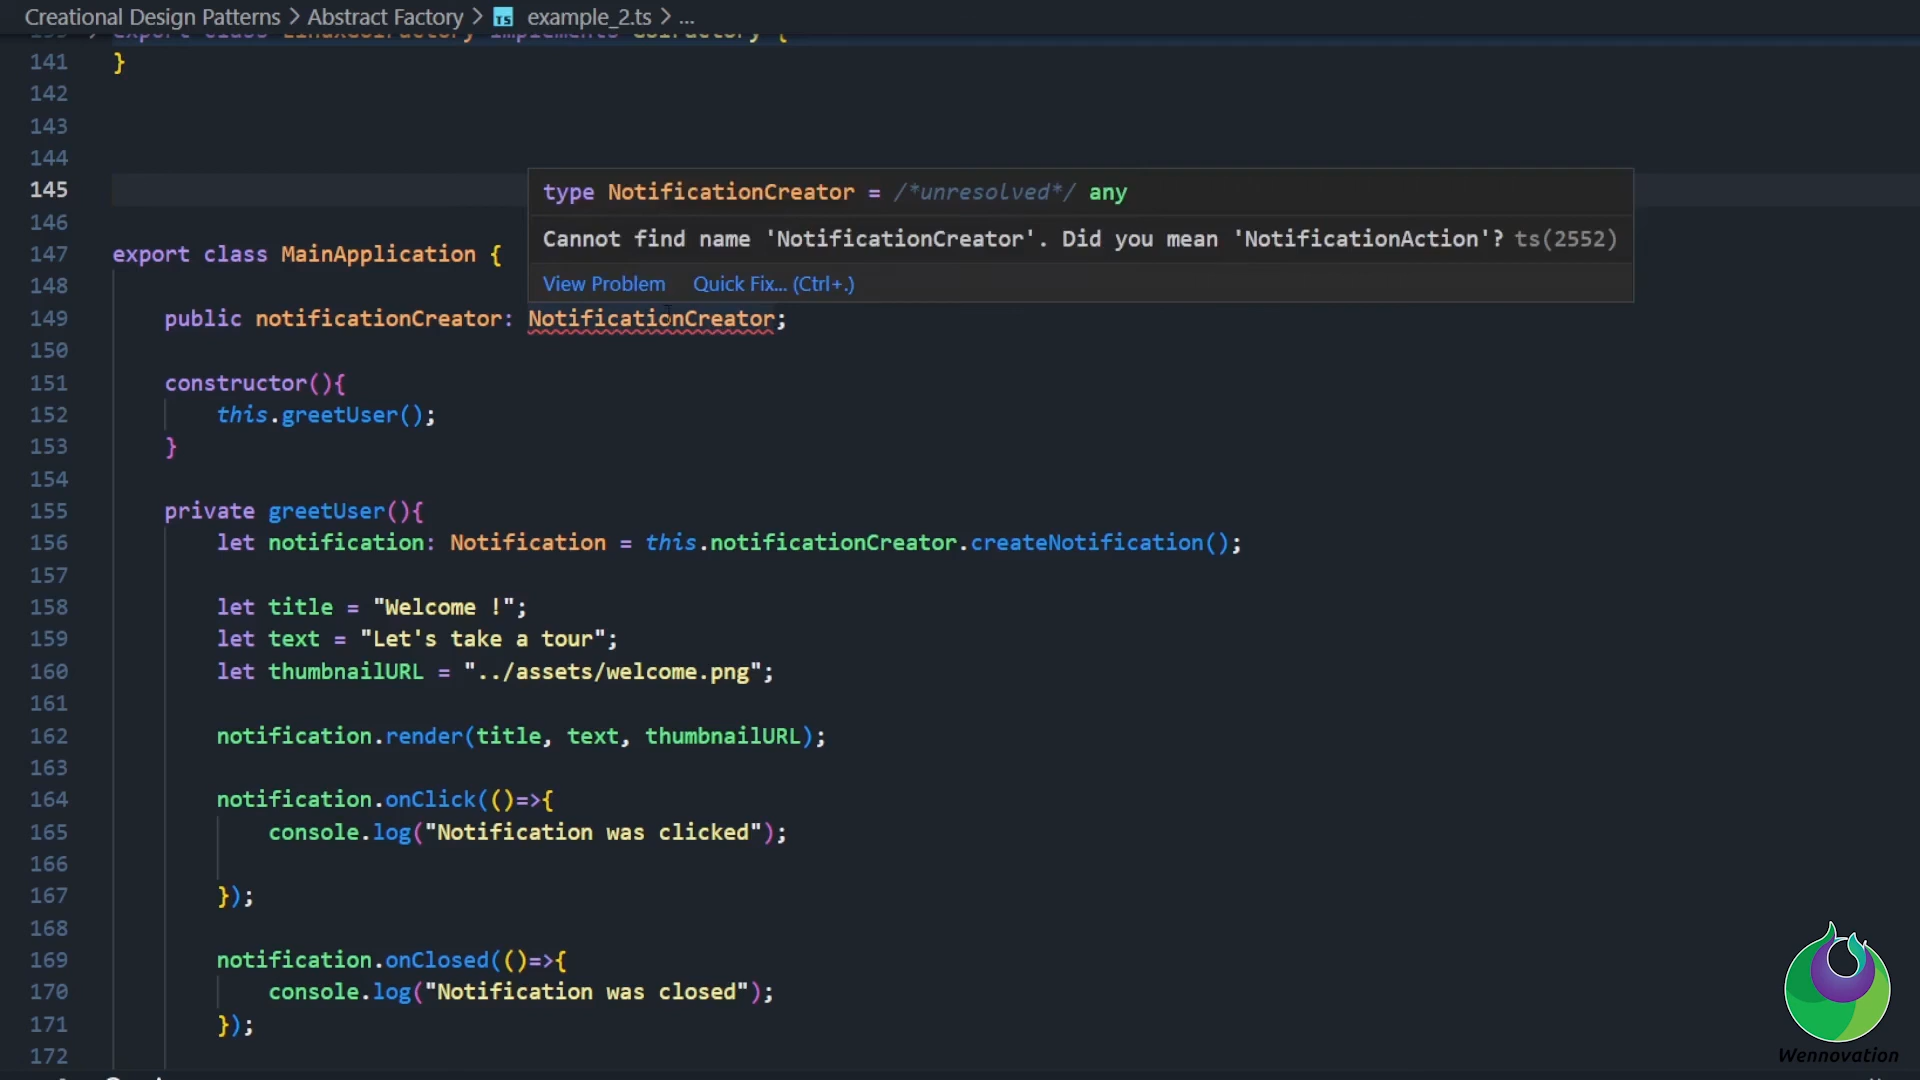 Creational Design Patterns > Abstract Factory > TS example_2.ts > ...
export class LinuxGUIFactory implements GUIFactory {
141 }
142
143
144
145
type NotificationCreator = /*unresolved*/ any
Cannot find name 'NotificationCreator'. Did you mean 'NotificationAction'? ts(2552)
View Problem Quick Fix... (Ctrl+.)
146
147 export class MainApplication {
148
149 public notificationCreator: NotificationCreator;
150
151 constructor(){
152 this.greetUser();
153 }
154
155 private greetUser(){
156 let notification: Notification = this.notificationCreator.createNotification();
157
158 let title = "Welcome !";
159 let text = "Let's take a tour";
160 let thumbnailURL = "../assets/welcome.png";
161
162 notification.render(title, text, thumbnailURL);
163
164 notification.onClick(()=>{
165 console.log("Notification was clicked");
166
167 });
168
169 notification.onClosed(()=>{
170 console.log("Notification was closed");
171 });
172
Wennovation